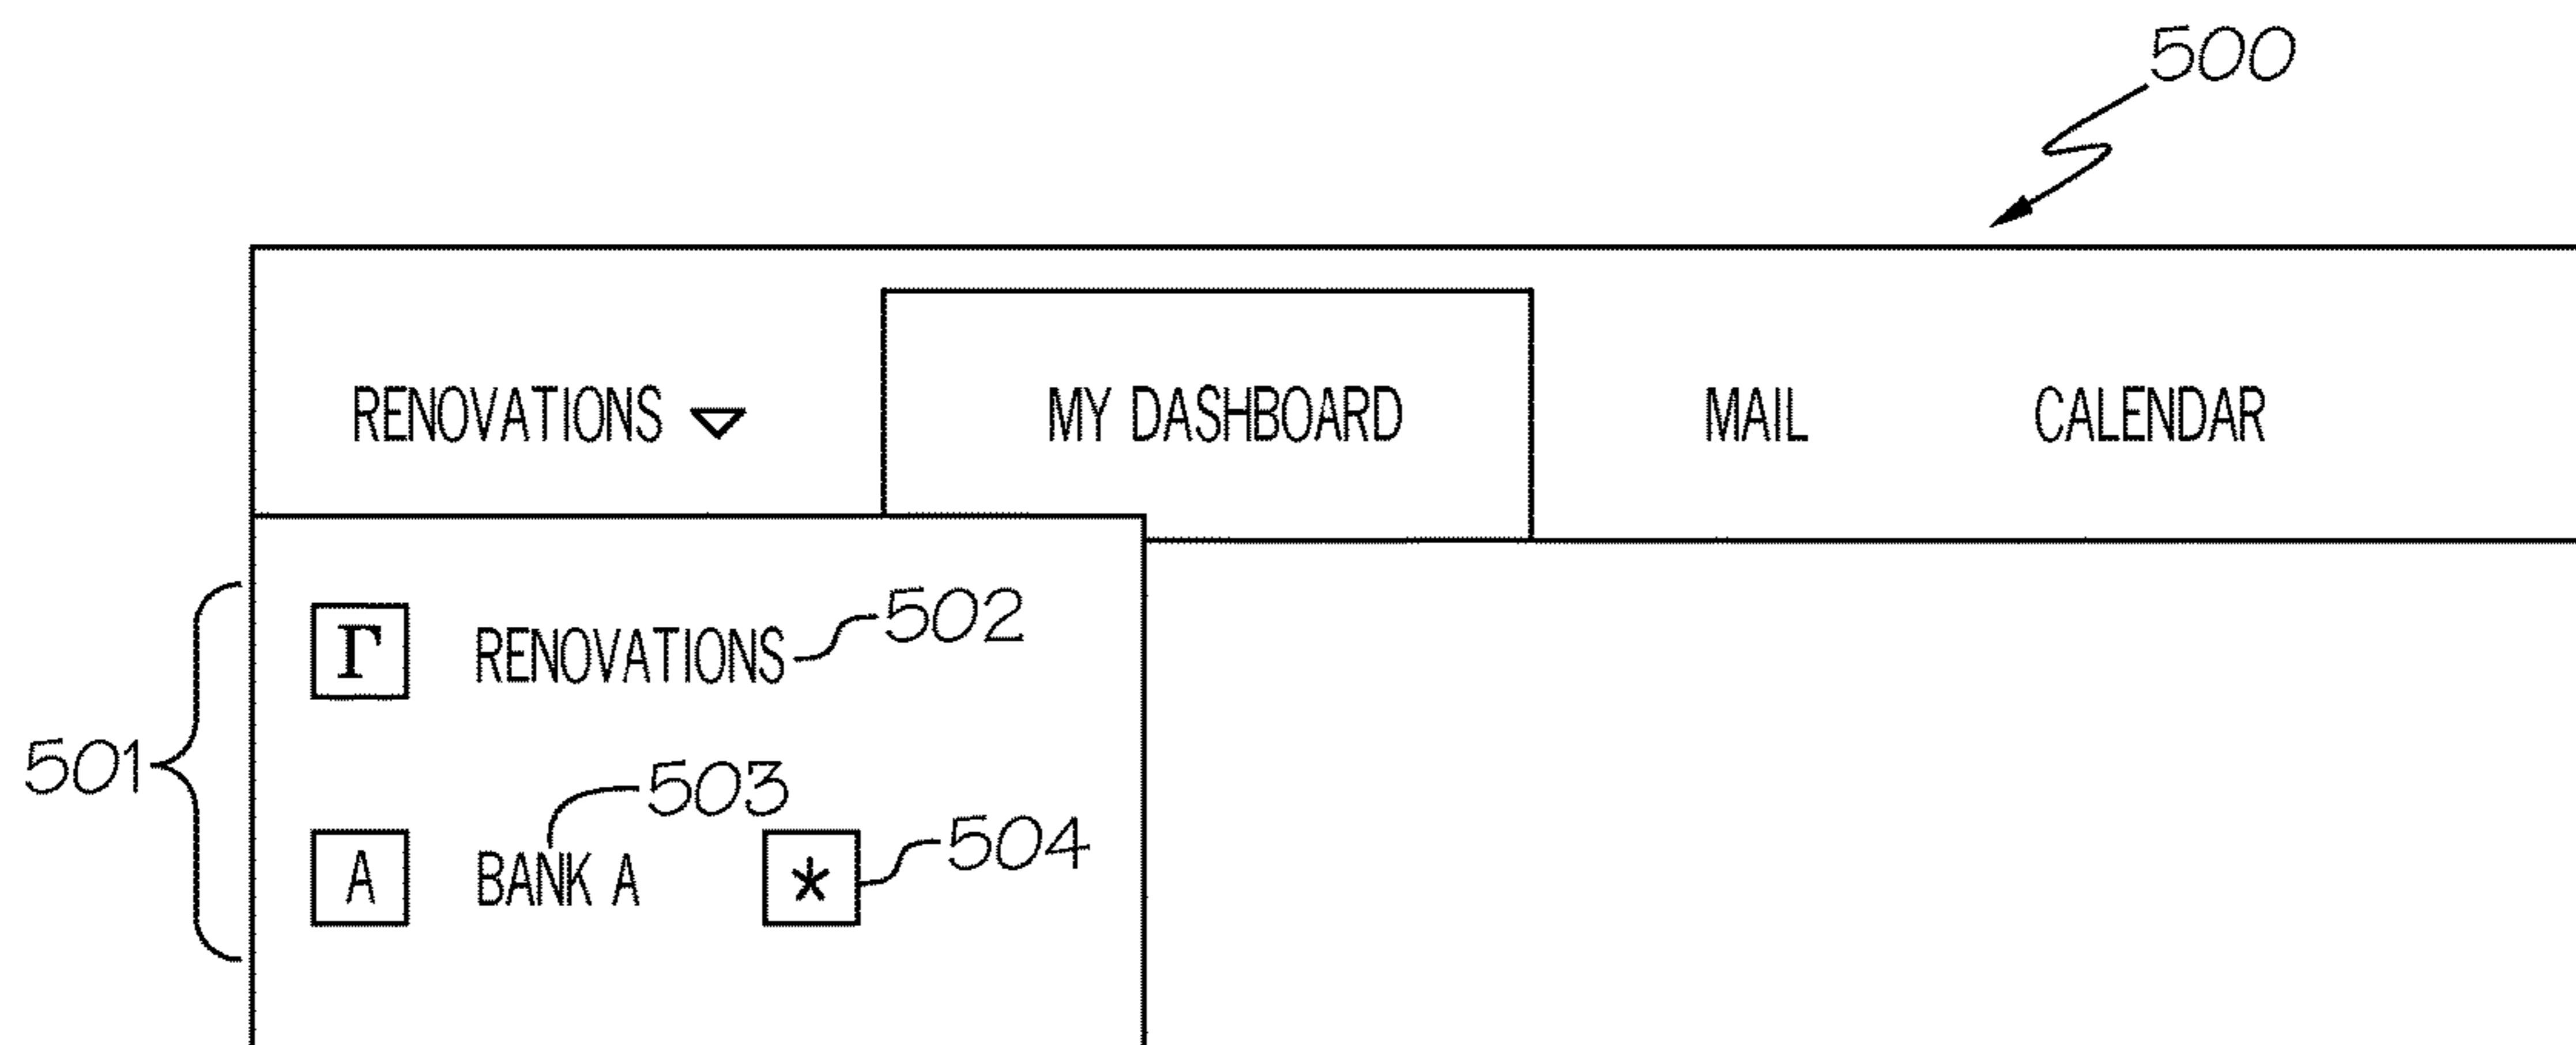 500
RENOVATIONS MY DASHBOARD MAIL CALENDAR
Γ RENOVATIONS 502
501
503
A BANK A * 504